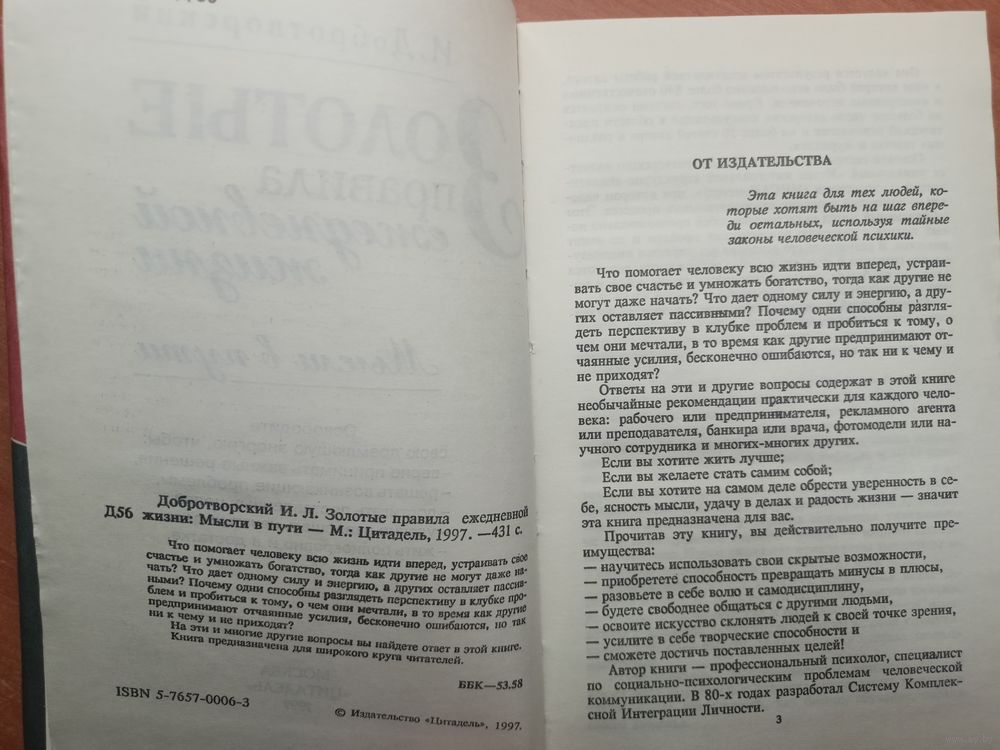 Добротворский И. Л. Золотые правила ежедневной
Д56 жизни: Мысли в пути — М.: Цитадель, 1997. —431 с.
Что помогает человеку всю жизнь идти вперед, устраивать свое
счастье и умножать богатство, тогда как другие не могут даже на-
чать? Что дает одному силу и энергию, а других оставляет пассив-
ными? Почему одни способны разглядеть перспективу в клубке про-
блем и пробиться к тому, о чем они мечтали, в то время как другие
предпринимают отчаянные усилия, бесконечно ошибаются, но так
ни к чему и не приходят?
На эти и многие другие вопросы вы найдете ответ в этой книге.
Книга предназначена для широкого круга читателей.
ББК—53.58
ISBN 5-7657-0006-3
© Издательство «Цитадель», 1997.
ОТ ИЗДАТЕЛЬСТВА
Эта книга для тех людей, ко-
торые хотят быть на шаг впере-
ди остальных, используя тайные
законы человеческой психики.
Что помогает человеку всю жизнь идти вперед, устраи-
вать свое счастье и умножать богатство, тогда как другие не
могут даже начать? Что дает одному силу и энергию, а дру-
гих оставляет пассивными? Почему одни способны разгля-
деть перспективу в клубке проблем и пробиться к тому, о
чем они мечтали, в то время как другие предпринимают от-
чаянные усилия, бесконечно ошибаются, но так ни к чему и
не приходят?
Ответы на эти и другие вопросы содержат в этой книге
необычайные рекомендации практически для каждого чело-
века: рабочего или предпринимателя, рекламного агента
или преподавателя, банкира или врача, фотомодели или на-
учного сотрудника и многих-многих других.
Если вы хотите жить лучше;
Если вы желаете стать самим собой;
Если вы хотите на самом деле обрести уверенность в се-
бе, ясность мысли, удачу в делах и радость жизни — значит
эта книга предназначена для вас.
Прочитав эту книгу, вы действительно получите пре-
имущества:
— научитесь использовать свои скрытые возможности,
— приобретете способность превращать минусы в плюсы,
— разовьете в себе волю и самодисциплину,
— будете свободнее общаться с другими людьми,
— освоите искусство склонять людей к своей точке зрения,
— усилите в себе творческие способности и
— сможете достичь поставленных целей!
Автор книги — профессиональный психолог, специалист
по социально-психологическим проблемам человеческой
коммуникации. В 80-х годах разработал Систему Комплек-
сной Интеграции Личности.
3